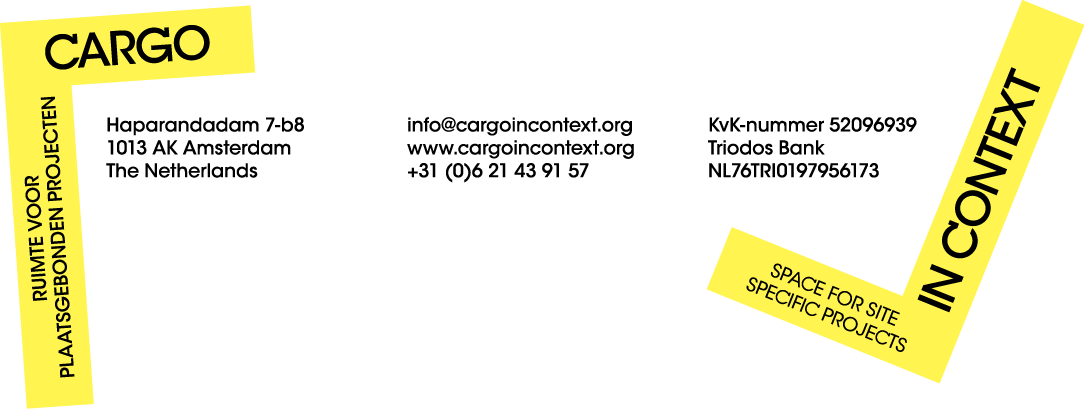 CARGO
RUIMTE VOOR
PLAATSGEBONDEN PROJECTEN
Haparandadam 7-b8
1013 AK Amsterdam
The Netherlands
info@cargoincontext.org
www.cargoincontext.org
+31 (0)6 21 43 91 57
KvK-nummer 52096939
Triodos Bank
NL76TRI0197956173
IN CONTEXT
SPACE FOR SITE
SPECIFIC PROJECTS